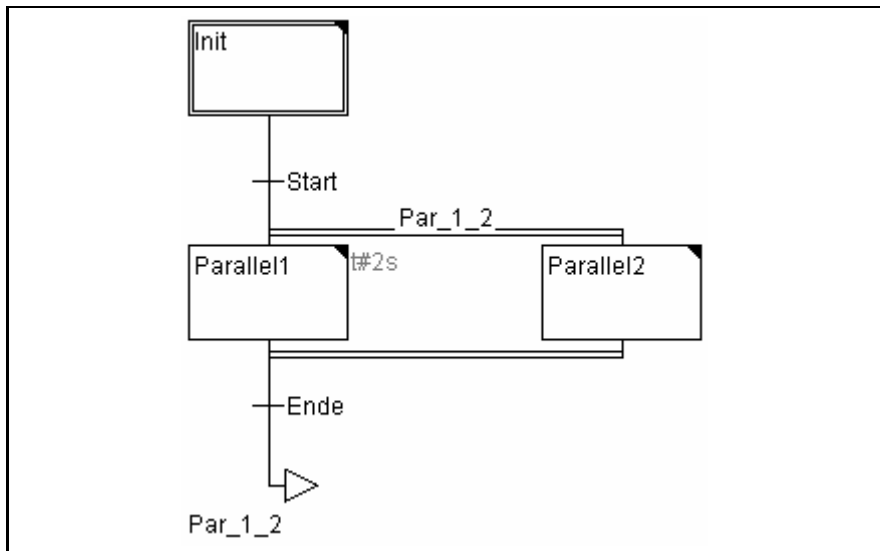 Init
Start
Par_1_2
Parallel1
t#2s
Parallel2
Ende
Par_1_2